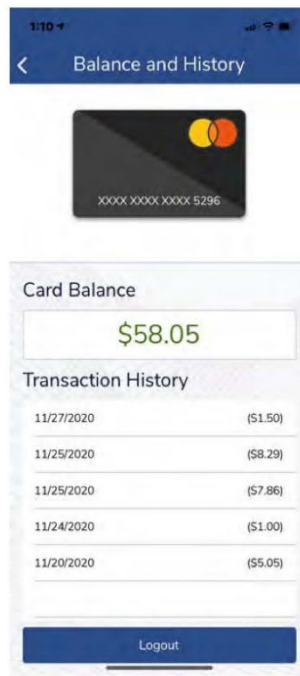 1:10
Balance and History
XXXX XXXX XXXX 5296
Card Balance
$58.05
Transaction History
11/27/2020 ($1.50)
11/25/2020 ($8.29)
11/25/2020 ($7.86)
11/24/2020 ($1.00)
11/20/2020 ($5.05)
Logout